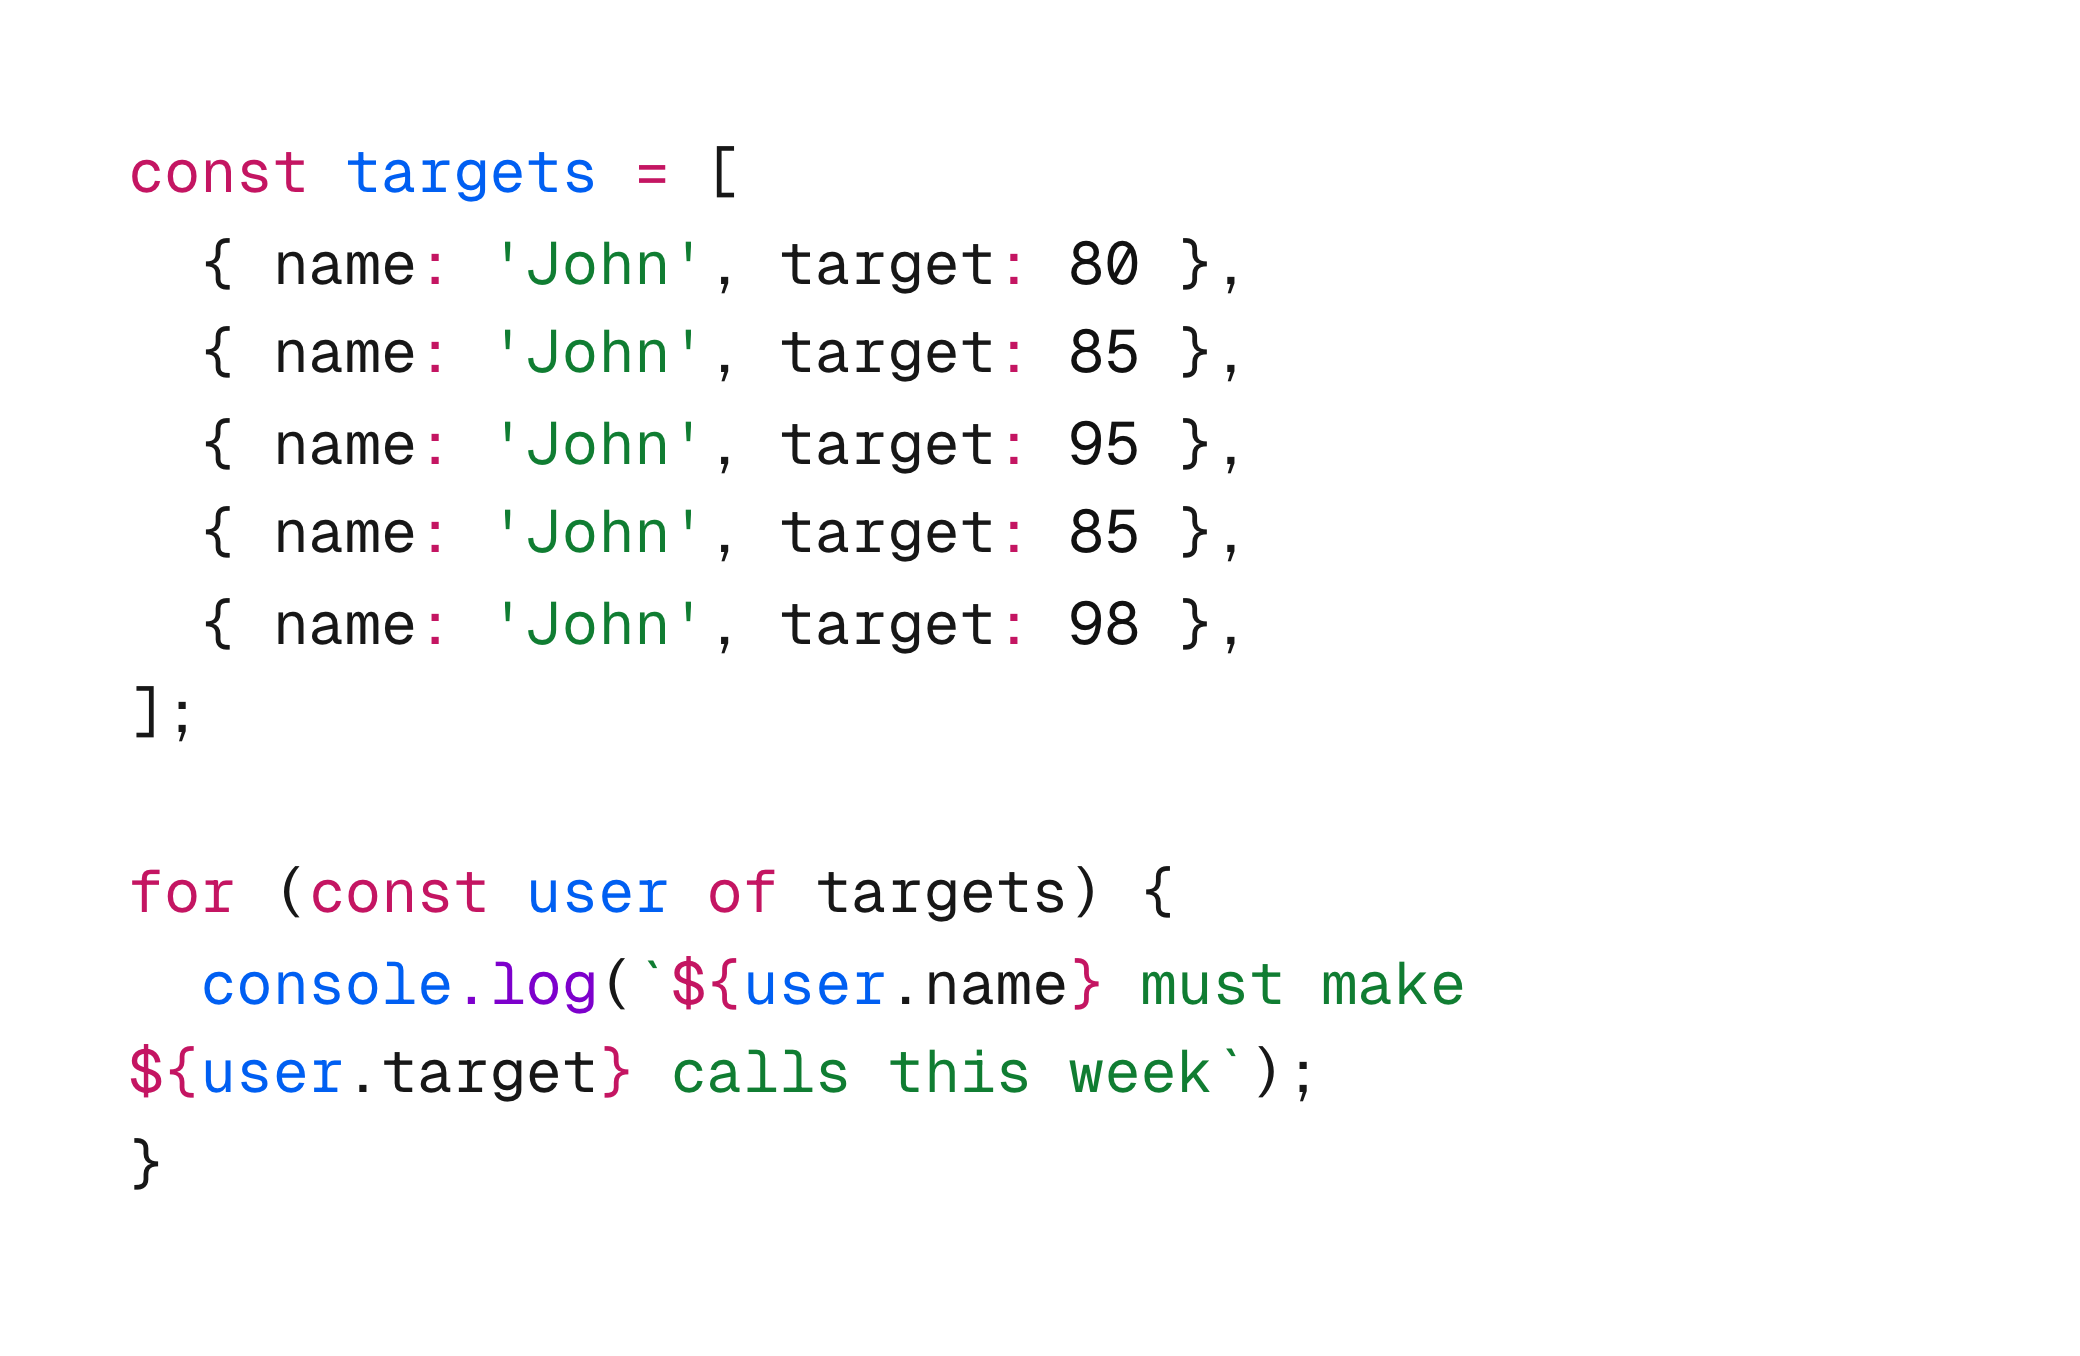 const targets = [
  { name: 'John', target: 80 },
  { name: 'John', target: 85 },
  { name: 'John', target: 95 },
  { name: 'John', target: 85 },
  { name: 'John', target: 98 },
];

for (const user of targets) {
  console.log(`${user.name} must make
${user.target} calls this week`);
}